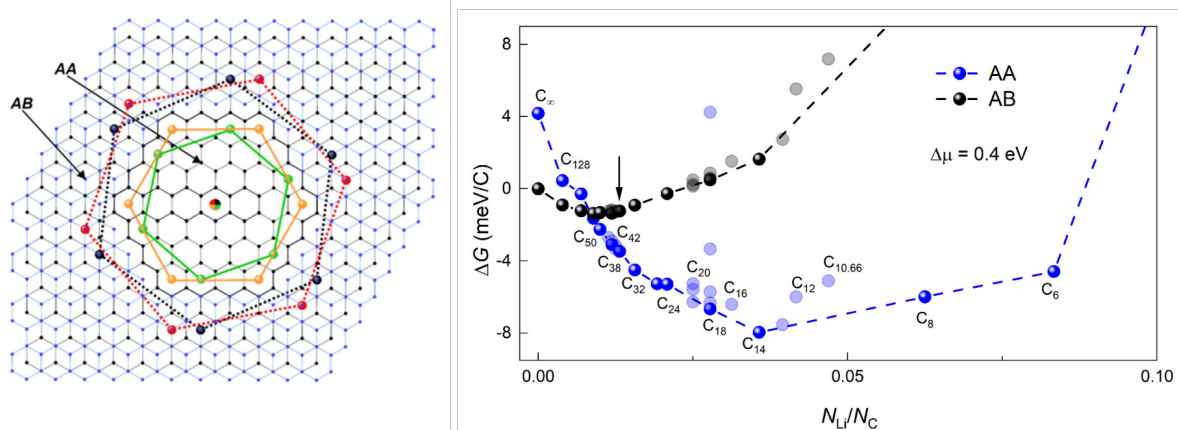 AA
AB
8
4
0
-4
-8
ΔG (meV/C)
C∞
C128
C50
C42
C38
C32
C24
C20
C18
C16
C14
C12
C10.66
C8
C6
AA
AB
Δμ = 0.4 eV
0.00
0.05
0.10
NLi/NC